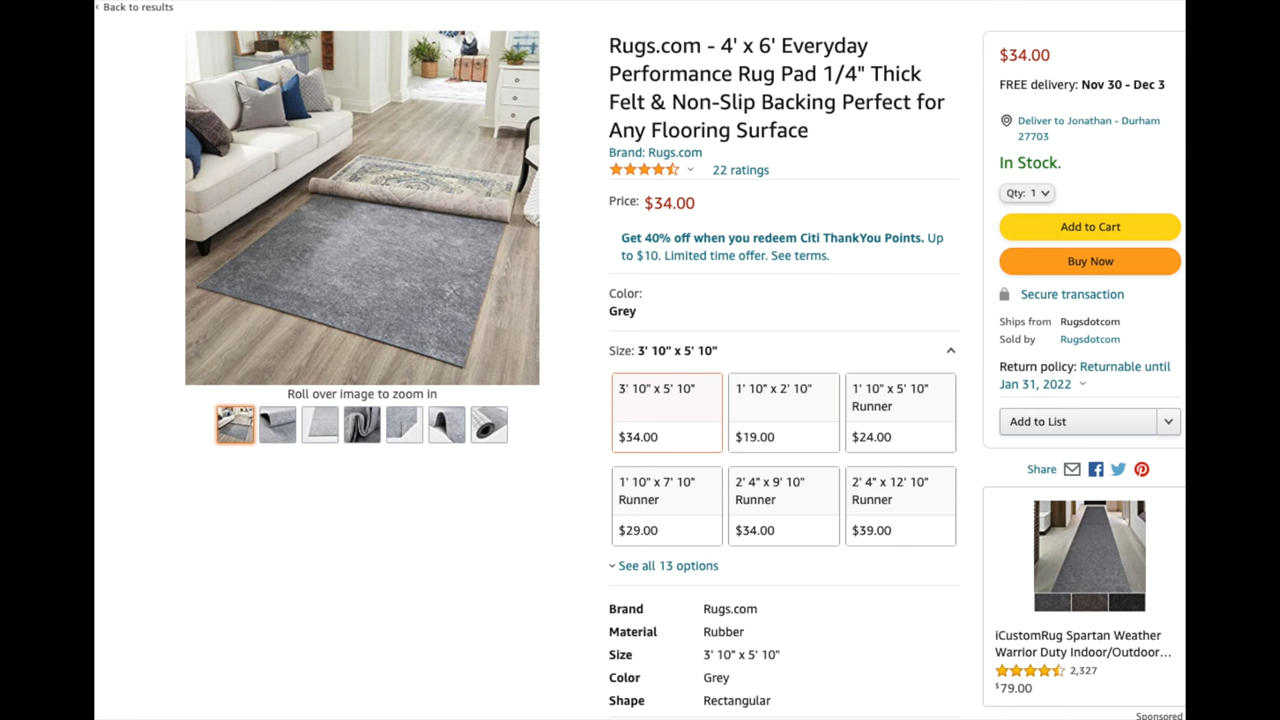 ‹ Back to results
Rugs.com - 4' x 6' Everyday
Performance Rug Pad 1/4" Thick
Felt & Non-Slip Backing Perfect for
Any Flooring Surface
Brand: Rugs.com
22 ratings
Price: $34.00
Get 40% off when you redeem Citi ThankYou Points. Up
to $10. Limited time offer. See terms.
Color:
Grey
Size: 3' 10" x 5' 10"
3' 10" x 5' 10"
$34.00
1' 10" x 2' 10"
$19.00
1' 10" x 5' 10"
Runner
$24.00
1' 10" x 7' 10"
Runner
$29.00
2' 4" x 9' 10"
Runner
$34.00
2' 4" x 12' 10"
Runner
$39.00
See all 13 options
Brand Rugs.com
Material Rubber
Size 3' 10" x 5' 10"
Color Grey
Shape Rectangular
Roll over image to zoom in
$34.00
FREE delivery: Nov 30 - Dec 3
Deliver to Jonathan - Durham
27703
In Stock.
Qty: 1
Add to Cart
Buy Now
Secure transaction
Ships from Rugsdotcom
Sold by Rugsdotcom
Return policy: Returnable until
Jan 31, 2022
Add to List
Share
iCustomRug Spartan Weather
Warrior Duty Indoor/Outdoor...
2,327
$79.00
Sponsored